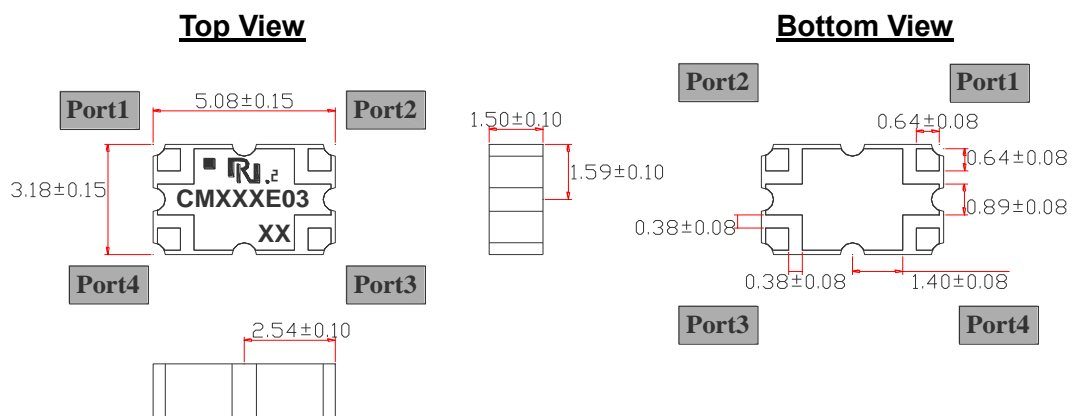 Top View
Bottom View
Port1
5.08±0.15
Port2
Port2
Port1
1.50±0.10
0.64±0.08
3.18±0.15
.2
CMXXXE03
XX
1.59±0.10
0.64±0.08
0.89±0.08
0.38±0.08
Port4
Port3
0.38±0.08
1.40±0.08
2.54±0.10
Port3
Port4